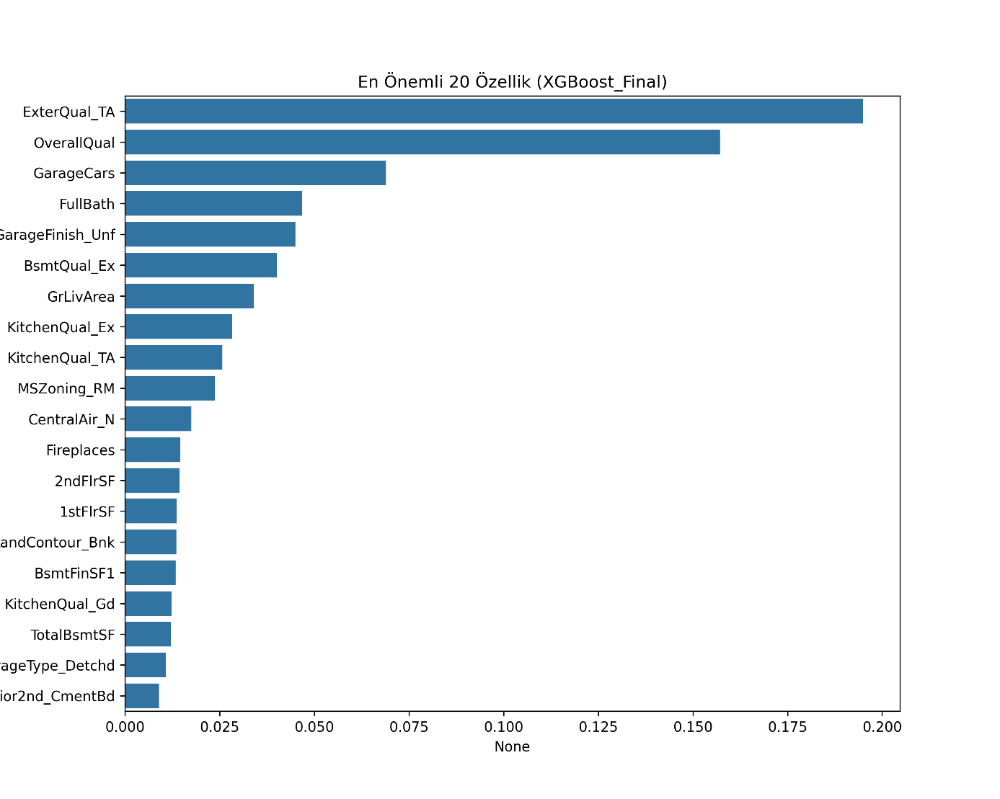 En Önemli 20 Özellik (XGBoost_Final)
ExterQual_TA
OverallQual
GarageCars
FullBath
GarageFinish_Unf
BsmtQual_Ex
GrLivArea
KitchenQual_Ex
KitchenQual_TA
MSZoning_RM
CentralAir_N
Fireplaces
2ndFlrSF
1stFlrSF
andContour_Bnk
BsmtFinSF1
KitchenQual_Gd
TotalBsmtSF
ageType_Detchd
ior2nd_CmentBd
0.000 0.025 0.050 0.075 0.100 0.125 0.150 0.175 0.200
None